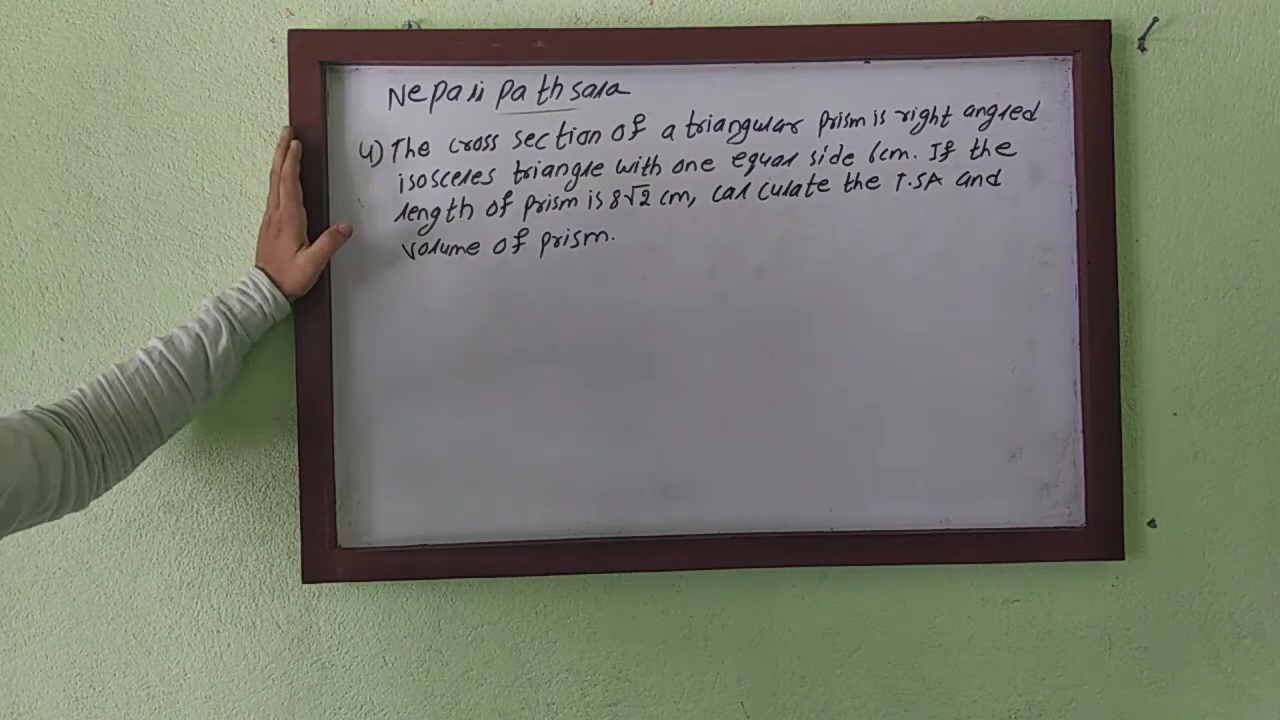 Nepali pathsala
4) The cross section of a triangular prism is right angled
isosceles triangle with one equal side 6cm. If the
length of prism is 8√2 cm, calculate the T.SA and
volume of prism.